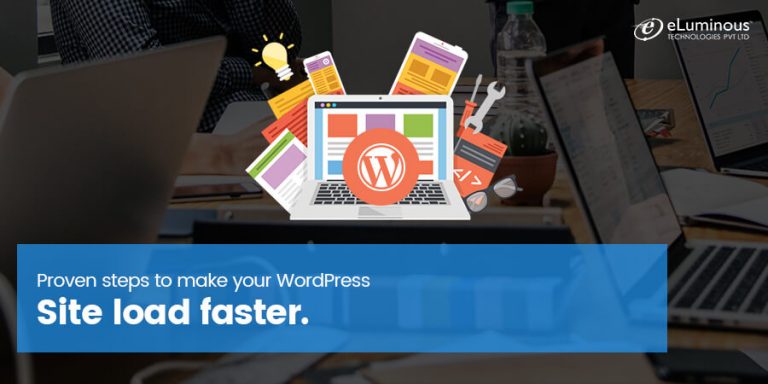 eLuminous
TECHNOLOGIES PVT LTD
Proven steps to make your WordPress
Site load faster.